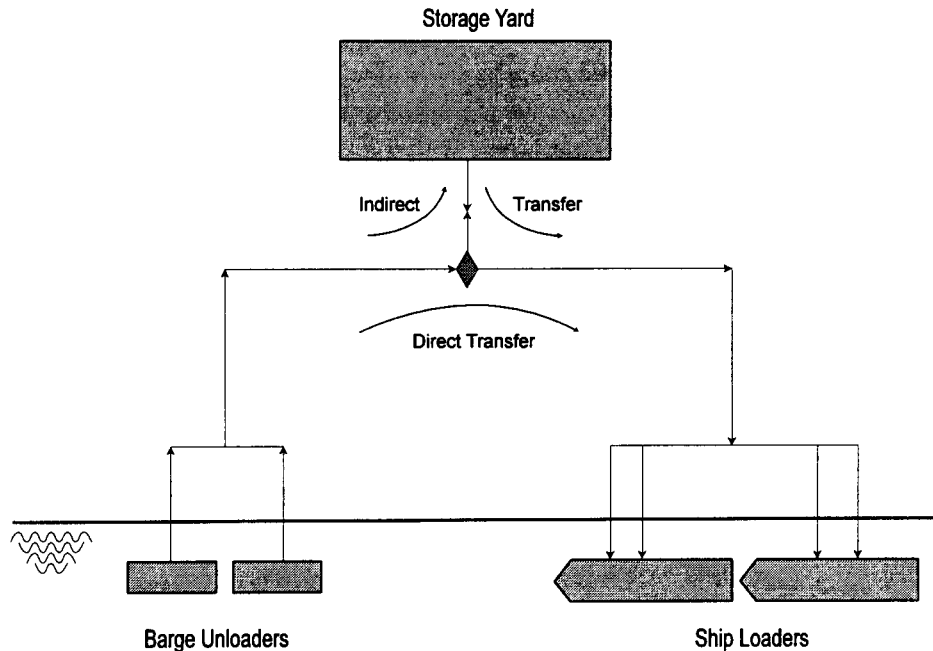 Storage Yard
Indirect
Transfer
Direct Transfer
Barge Unloaders
Ship Loaders